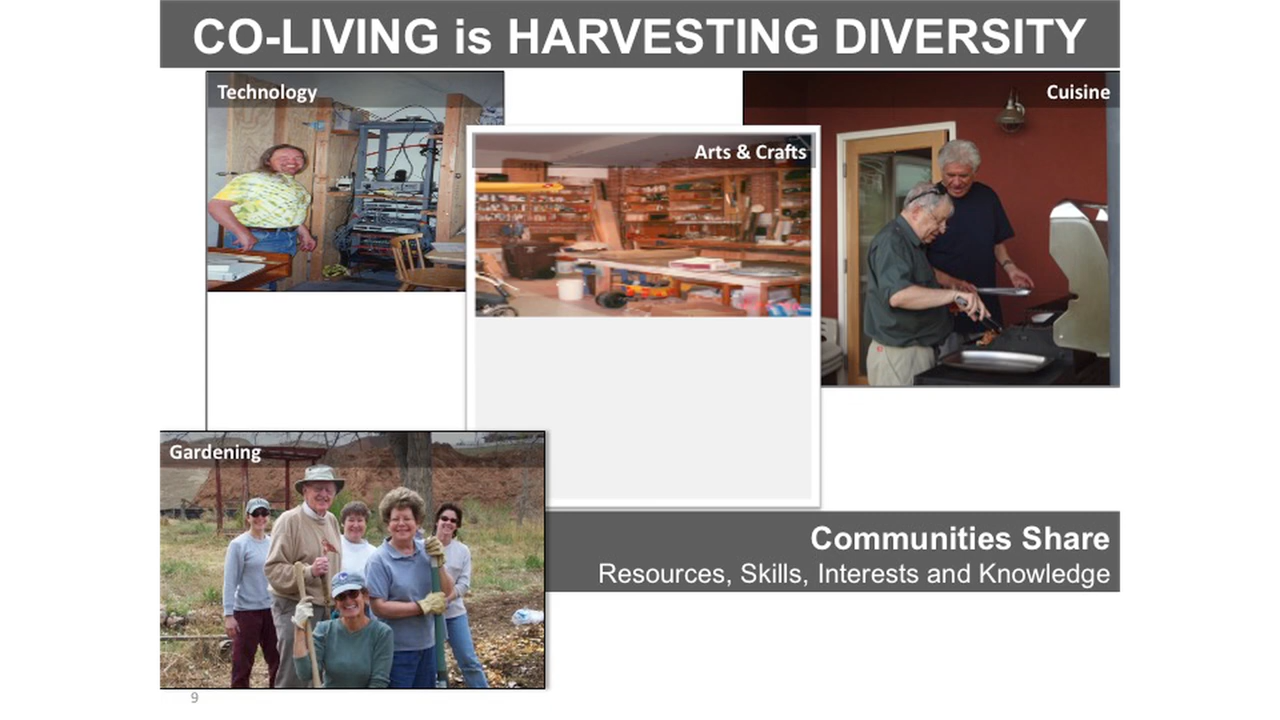 CO-LIVING is HARVESTING DIVERSITY
Technology
Cuisine
Arts & Crafts
Gardening
Communities Share
Resources, Skills, Interests and Knowledge
9